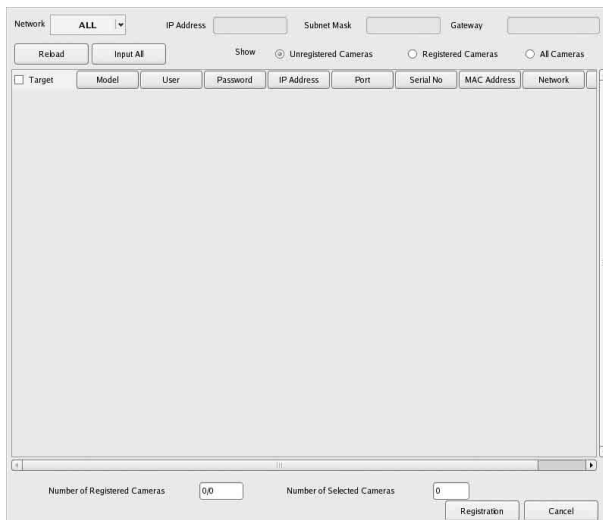 Network ALL IP Address Subnet Mask Gateway
Reload Input All Show Unregistered Cameras Registered Cameras All Cameras
Target Model User Password IP Address Port Serial No MAC Address Network
Number of Registered Cameras 0/0 Number of Selected Cameras 0
Registration Cancel